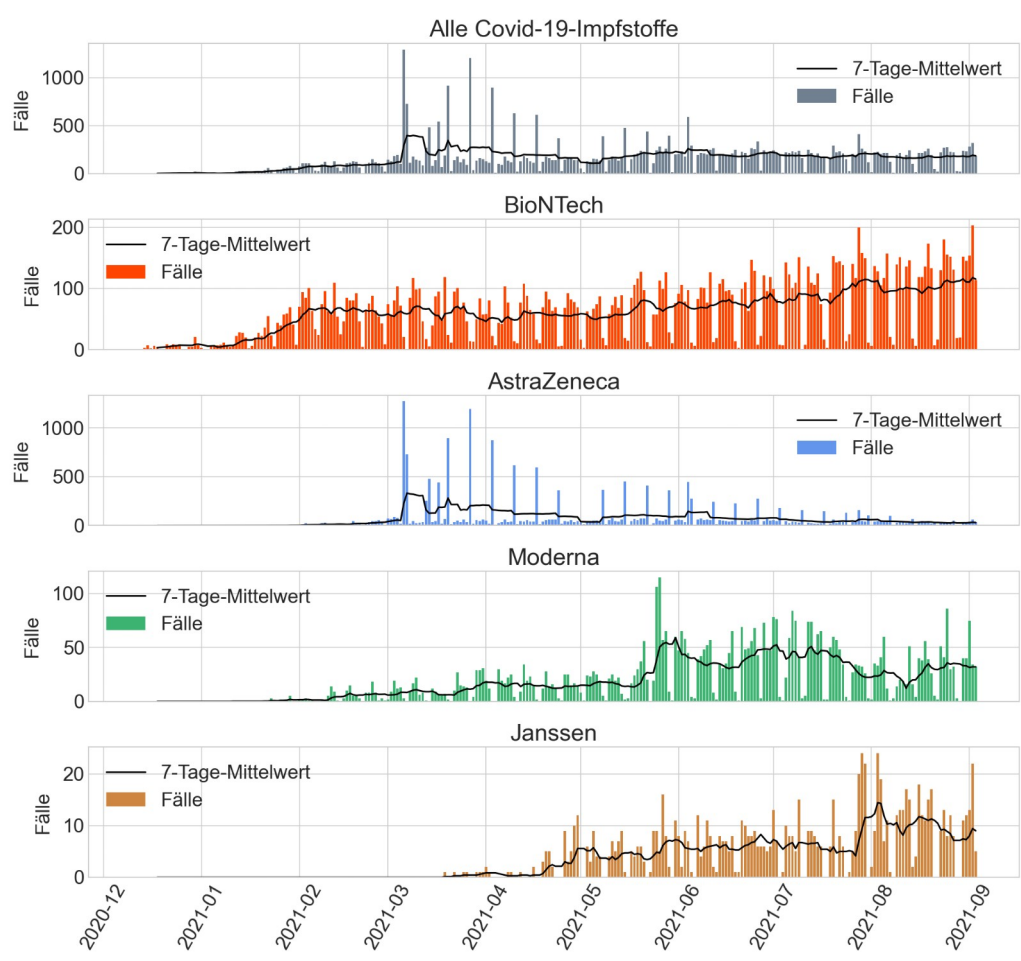 Alle Covid-19-Impfstoffe
Fälle
1000
500
0
7-Tage-Mittelwert
Fälle
BioNTech
Fälle
200
100
0
7-Tage-Mittelwert
Fälle
AstraZeneca
Fälle
1000
500
0
7-Tage-Mittelwert
Fälle
Moderna
Fälle
100
50
0
7-Tage-Mittelwert
Fälle
Janssen
Fälle
20
10
0
7-Tage-Mittelwert
Fälle
2020-12
2021-01
2021-02
2021-03
2021-04
2021-05
2021-06
2021-07
2021-08
2021-09